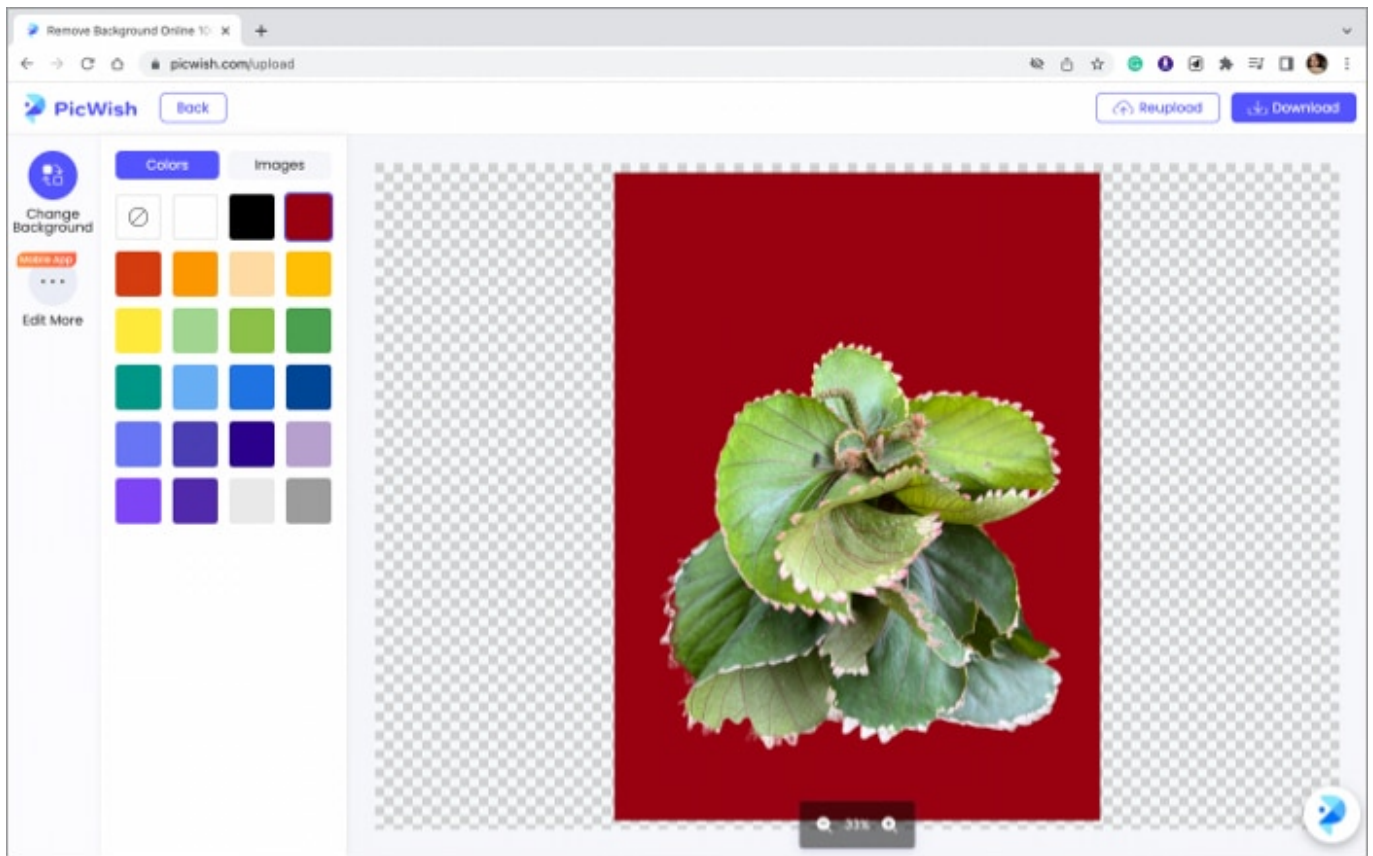 Remove Background Online 10
picwish.com/upload
PicWish
Back
Reupload
Download
Colors
Images
Change
Background
Mobile App
Edit More
33%